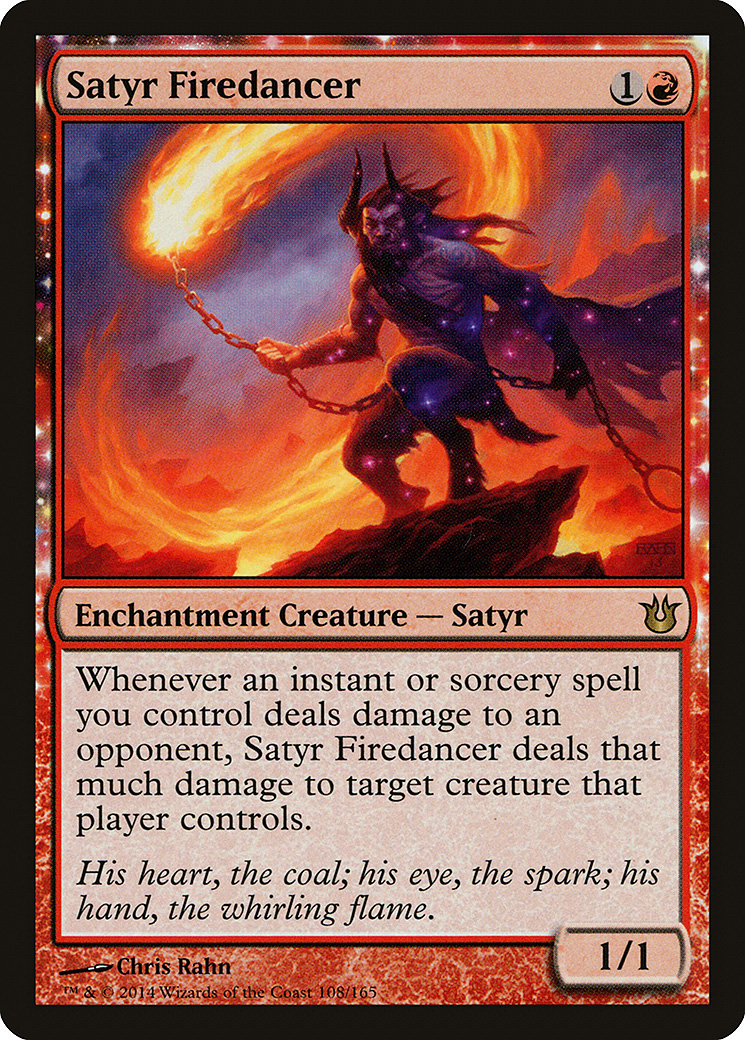 Satyr Firedancer 1
RAHN
13
Enchantment Creature — Satyr
Whenever an instant or sorcery spell
you control deals damage to an
opponent, Satyr Firedancer deals that
much damage to target creature that
player controls.
His heart, the coal; his eye, the spark; his
hand, the whirling flame.
1/1
Chris Rahn
™ & © 2014 Wizards of the Coast 108/165